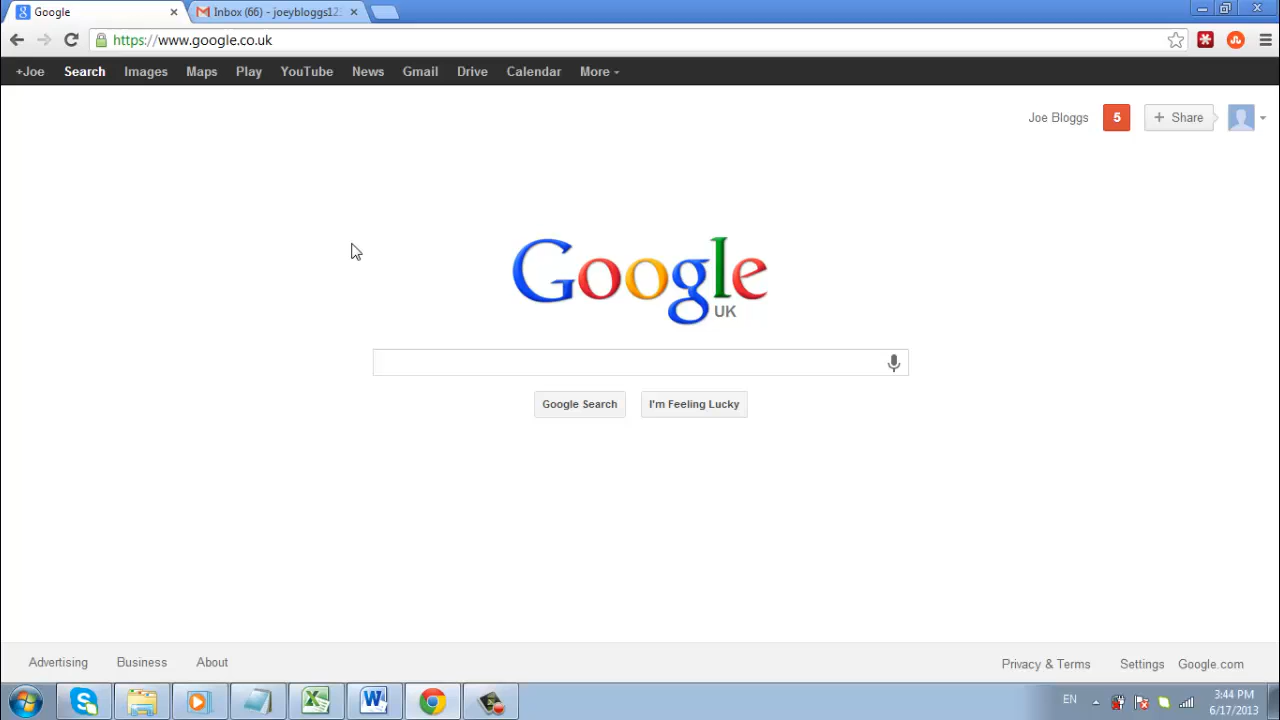 Google
Inbox (66) - joeybloggs12
https://www.google.co.uk
+Joe Search Images Maps Play YouTube News Gmail Drive Calendar More
Joe Bloggs 5 + Share
Google
UK
Google Search I'm Feeling Lucky
Advertising Business About Privacy & Terms Settings Google.com
EN 3:44 PM
6/17/2013